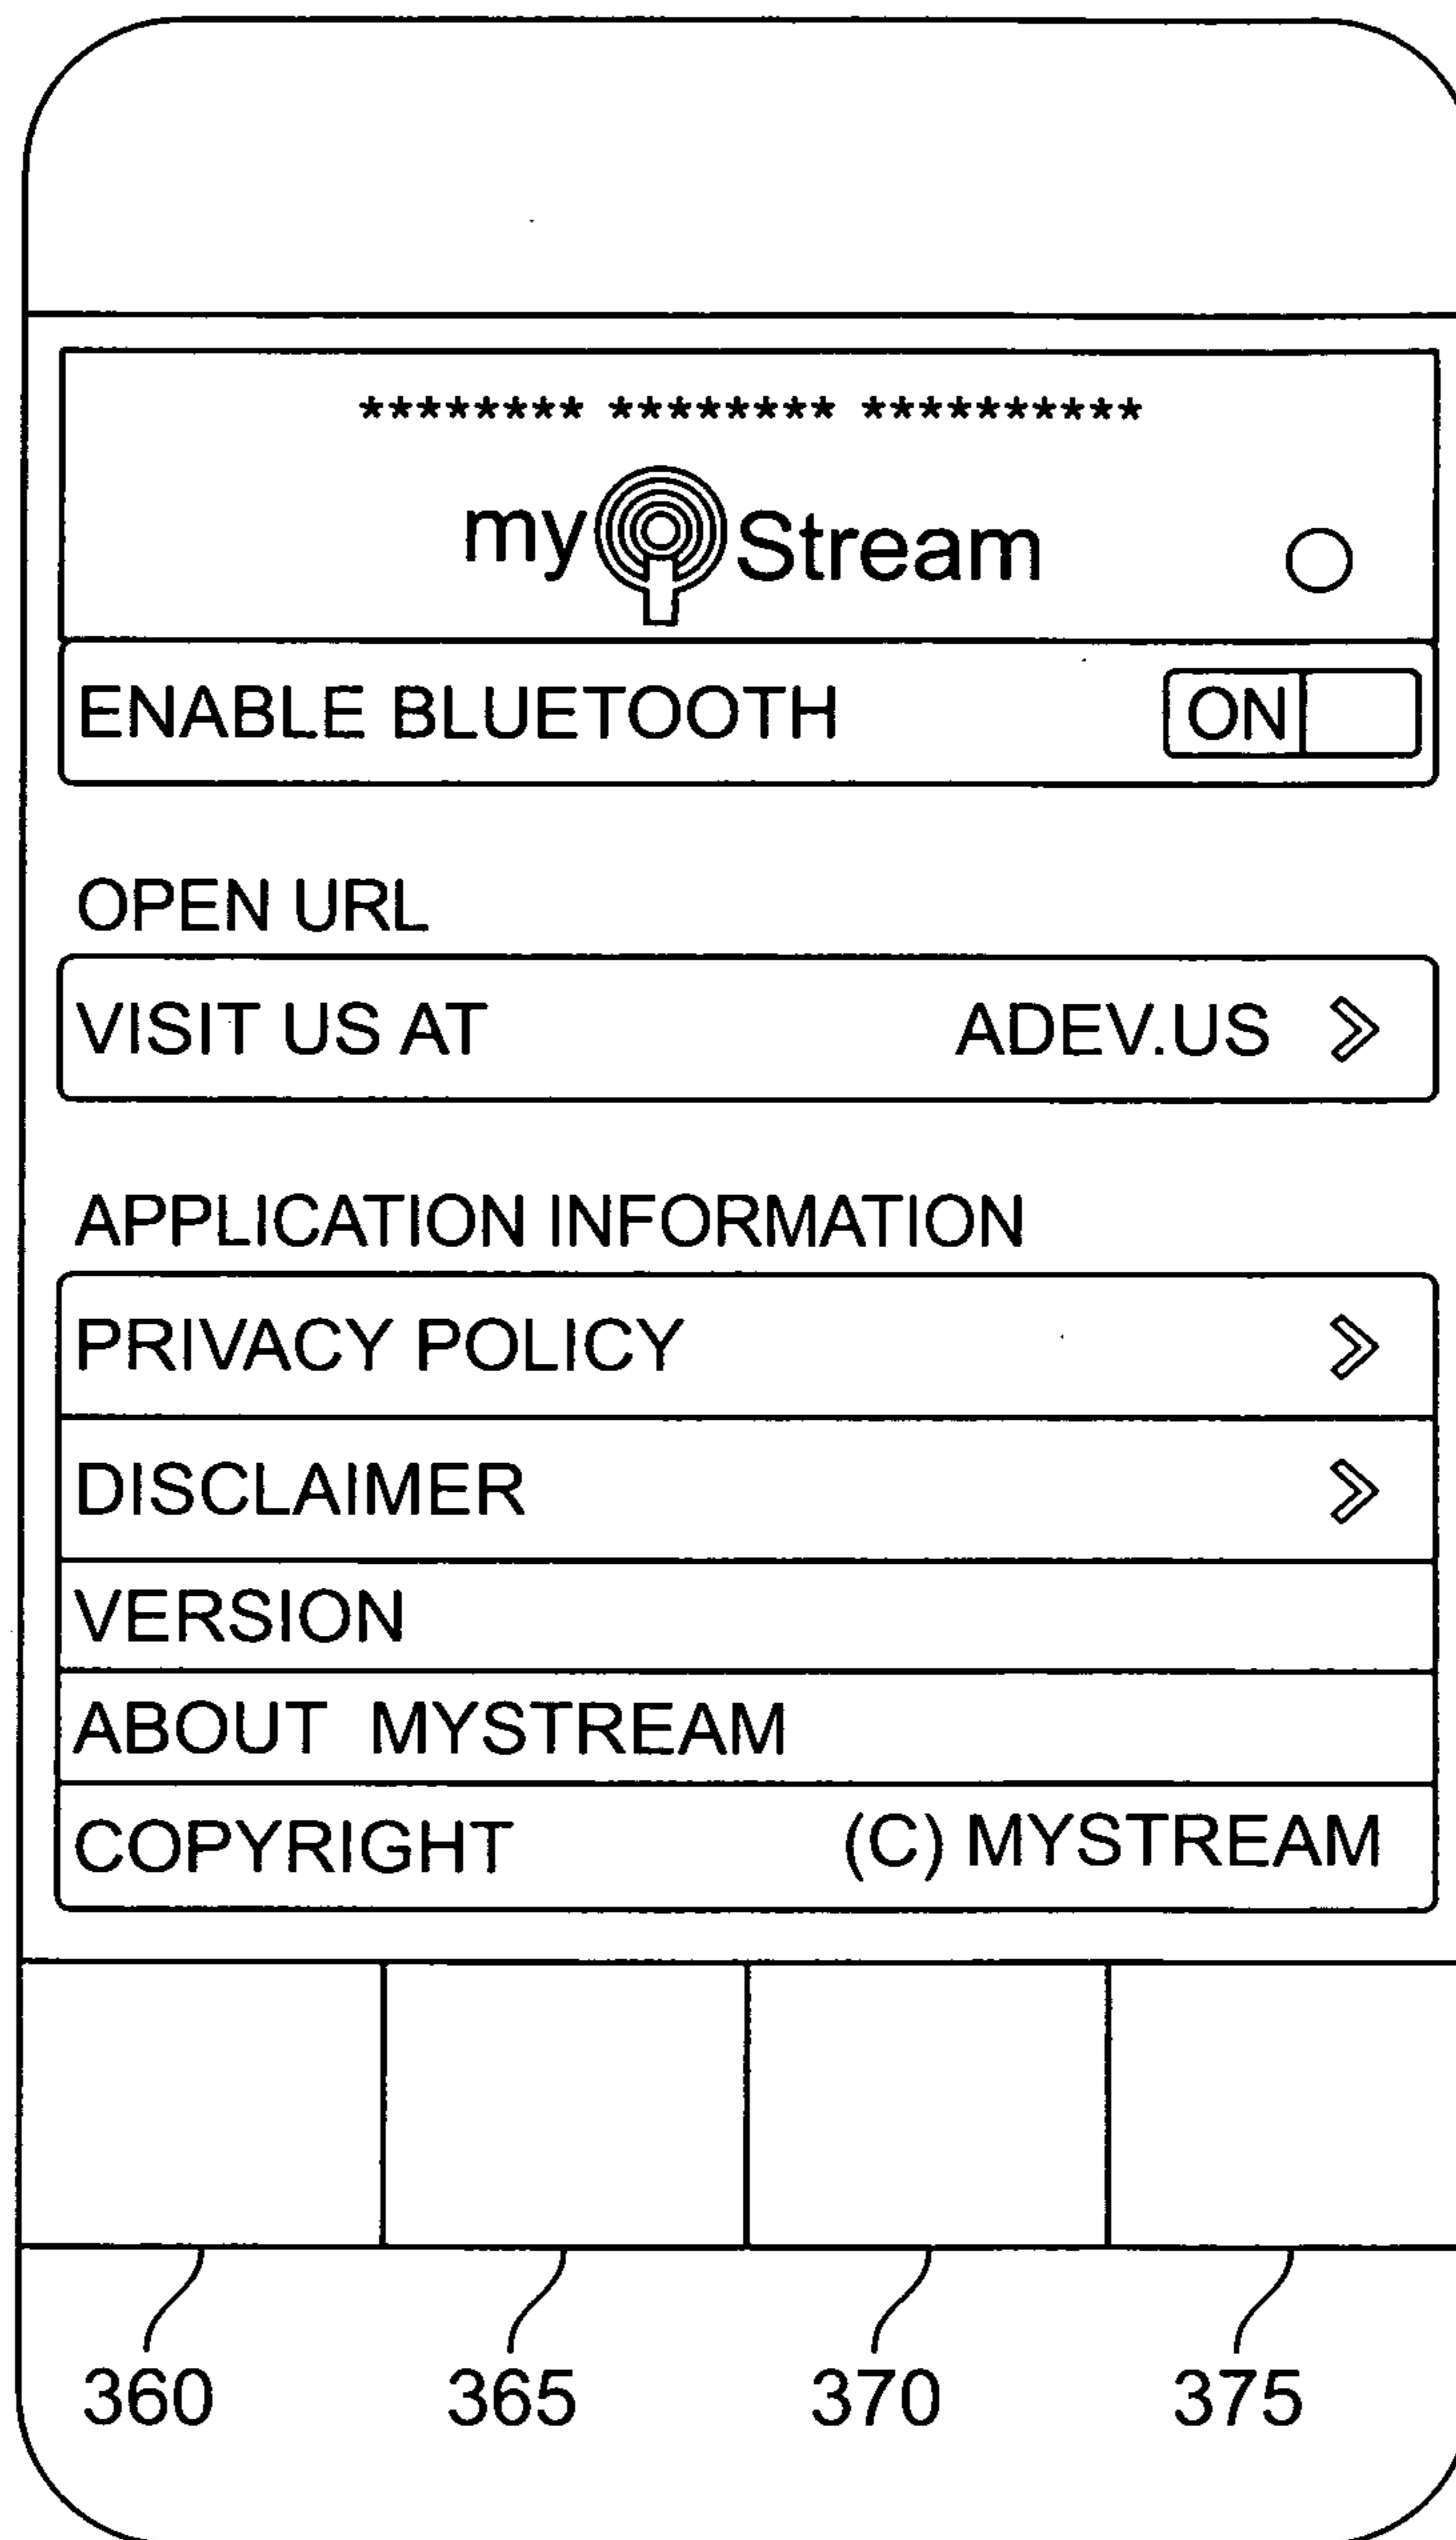 ******** ******** **********
my Stream
ENABLE BLUETOOTH ON
OPEN URL
VISIT US AT ADEV.US
APPLICATION INFORMATION
PRIVACY POLICY
DISCLAIMER
VERSION
ABOUT MYSTREAM
COPYRIGHT (C) MYSTREAM
360 365 370 375